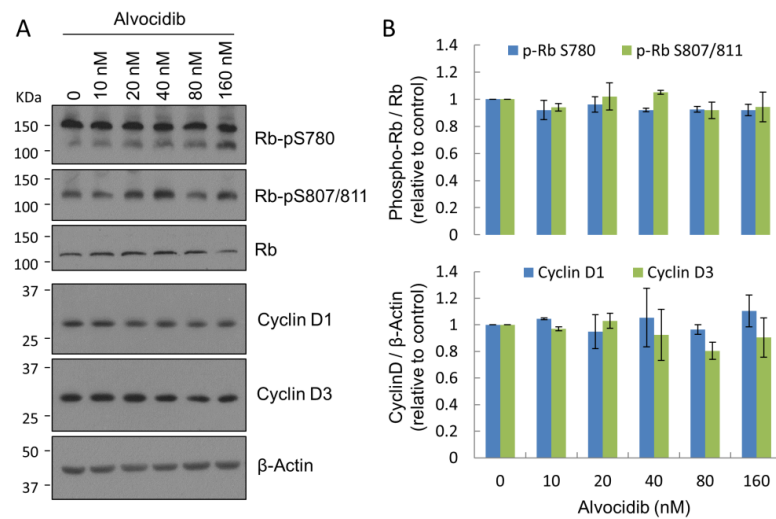 A
Alvocidib
0 10 nM 20 nM 40 nM 80 nM 160 nM
KDa
150
100
Rb-pS780
150
100
Rb-pS807/811
150
100
Rb
37
25
Cyclin D1
37
25
Cyclin D3
50
37
β-Actin
B
p-Rb S780 p-Rb S807/811
Phospho-Rb / Rb
(relative to control)
1.4
1.2
1
0.8
0.6
0.4
0.2
0
Cyclin D1 Cyclin D3
CyclinD / β-Actin
(relative to control)
1.4
1.2
1
0.8
0.6
0.4
0.2
0
0 10 20 40 80 160
Alvocidib (nM)